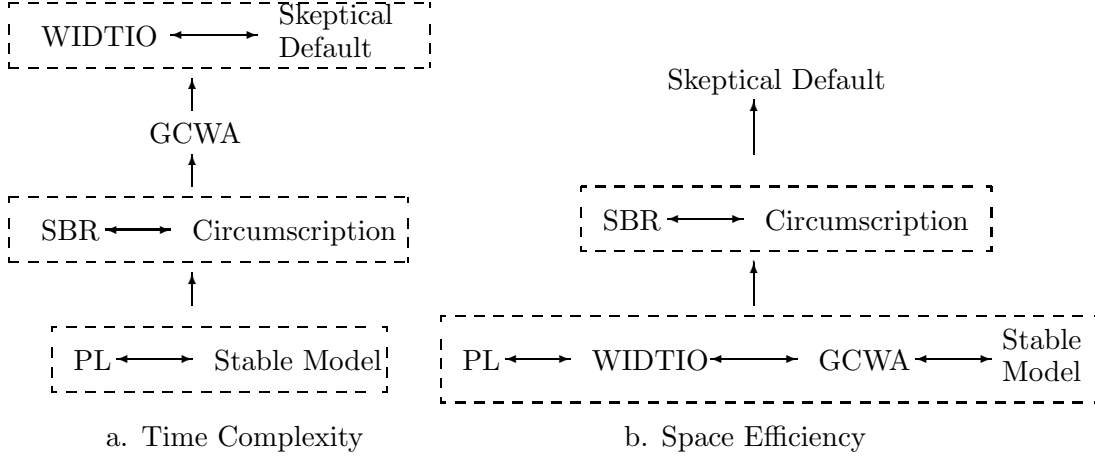 WIDTIO Skeptical
Default
GCWA
SBR Circumscription
PL Stable Model
a. Time Complexity
Skeptical Default
SBR Circumscription
PL WIDTIO GCWA Stable
Model
b. Space Efficiency